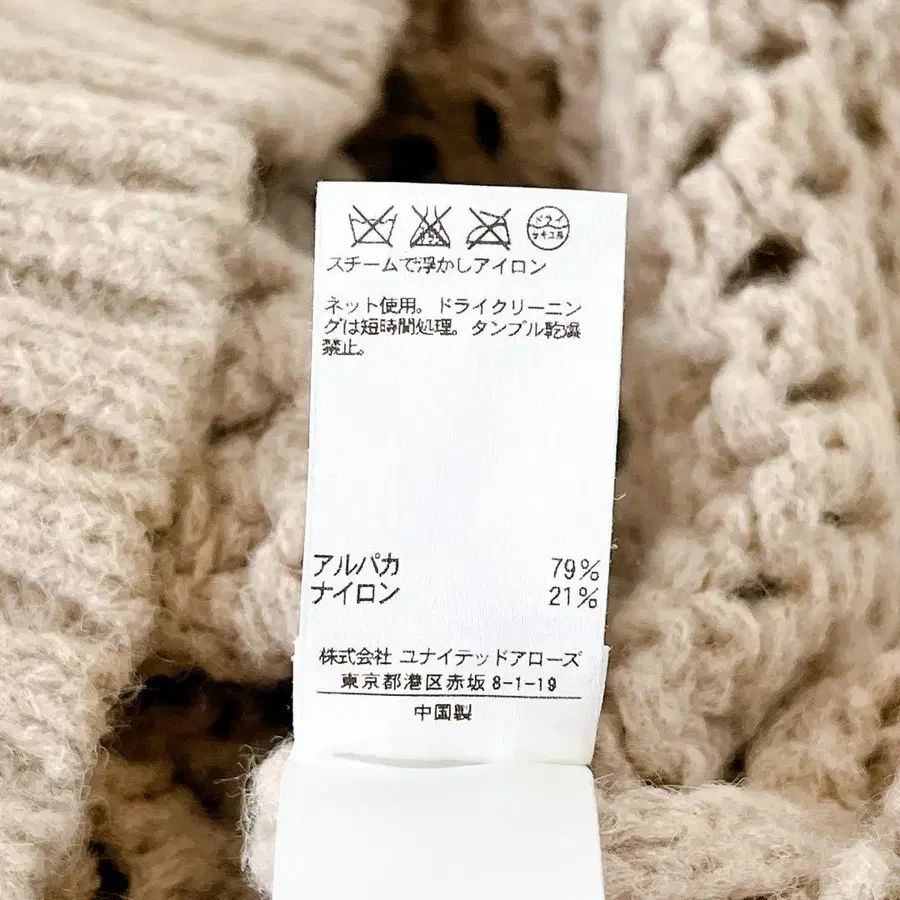 ドライ
セキユ系
スチームで浮かしアイロン
ネット使用。ドライクリーニン
グは短時間処理。タンブル乾燥
禁止。
アルパカ 79%
ナイロン 21%
株式会社 ユナイテッドアローズ
東京都港区赤坂 8-1-19
中国製